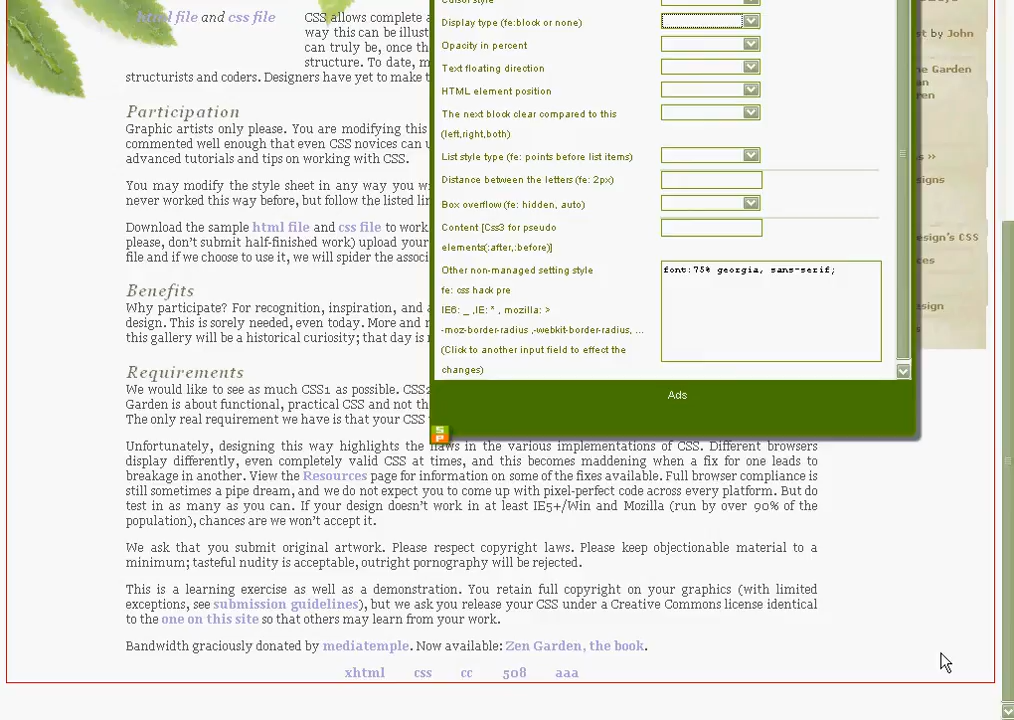 html file and css file
CSS allows complete a
way this can be illust
can truly be, once th
structure. To date, m
structurists and coders. Designers have yet to make t
Participation
Graphic artists only please. You are modifying this
commented well enough that even CSS novices can u
advanced tutorials and tips on working with CSS.
You may modify the style sheet in any way you w
never worked this way before, but follow the listed lin
Download the sample html file and css file to work
please, don't submit half-finished work) upload your
file and if we choose to use it, we will spider the assoc
Benefits
Why participate? For recognition, inspiration, and a
design. This is sorely needed, even today. More and m
this gallery will be a historical curiosity; that day is n
Requirements
We would like to see as much CSS1 as possible. CSS2
Garden is about functional, practical CSS and not th
The only real requirement we have is that your CSS
Unfortunately, designing this way highlights the flaws in the various implementations of CSS. Different browsers
display differently, even completely valid CSS at times, and this becomes maddening when a fix for one leads to
breakage in another. View the Resources page for information on some of the fixes available. Full browser compliance is
still sometimes a pipe dream, and we do not expect you to come up with pixel-perfect code across every platform. But do
test in as many as you can. If your design doesn't work in at least IE5+/Win and Mozilla (run by over 90% of the
population), chances are we won't accept it.
We ask that you submit original artwork. Please respect copyright laws. Please keep objectionable material to a
minimum; tasteful nudity is acceptable, outright pornography will be rejected.
This is a learning exercise as well as a demonstration. You retain full copyright on your graphics (with limited
exceptions, see submission guidelines), but we ask you release your CSS under a Creative Commons license identical
to the one on this site so that others may learn from your work.
Bandwidth graciously donated by mediatemple. Now available: Zen Garden, the book.
xhtml css cc 508 aaa
Display type (fe:block or none)
Opacity in percent
Text floating direction
HTML element position
The next block clear compared to this
(left,right,both)
List style type (fe: points before list items)
Distance between the letters (fe: 2px)
Box overflow (fe: hidden, auto)
Content [Css3 for pseudo
elements(:after,:before)]
Other non-managed setting style
fe: css hack pre
IE6: _ ,IE: * , mozilla: >
-moz-border-radius ,-webkit-border-radius, ...
(Click to another input field to effect the
changes)
font:75% georgia, sans-serif;
Ads
SP
st by John
ne Garden
an
ren
s »
signs
esign's CSS
ces
sign
s